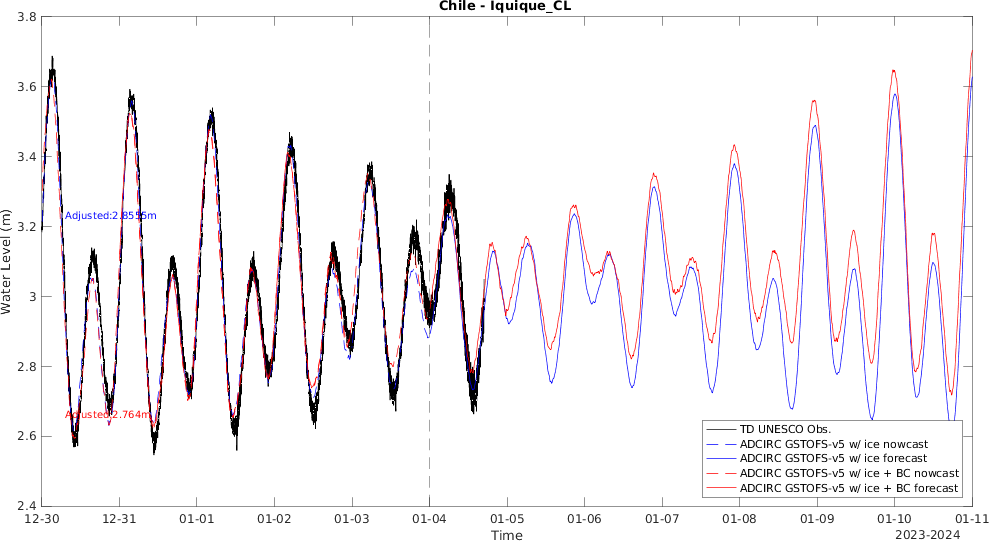 Chile - Iquique_CL
3.8
3.6
3.4
3.2
3
2.8
2.6
2.4
Water Level (m)
Adjusted:2.8555m
Adjusted:2.764m
TD UNESCO Obs.
ADCIRC GSTOFS-v5 w/ ice nowcast
ADCIRC GSTOFS-v5 w/ ice forecast
ADCIRC GSTOFS-v5 w/ ice + BC nowcast
ADCIRC GSTOFS-v5 w/ ice + BC forecast
12-30 12-31 01-01 01-02 01-03 01-04 01-05 01-06 01-07 01-08 01-09 01-10 01-11
Time
2023-2024